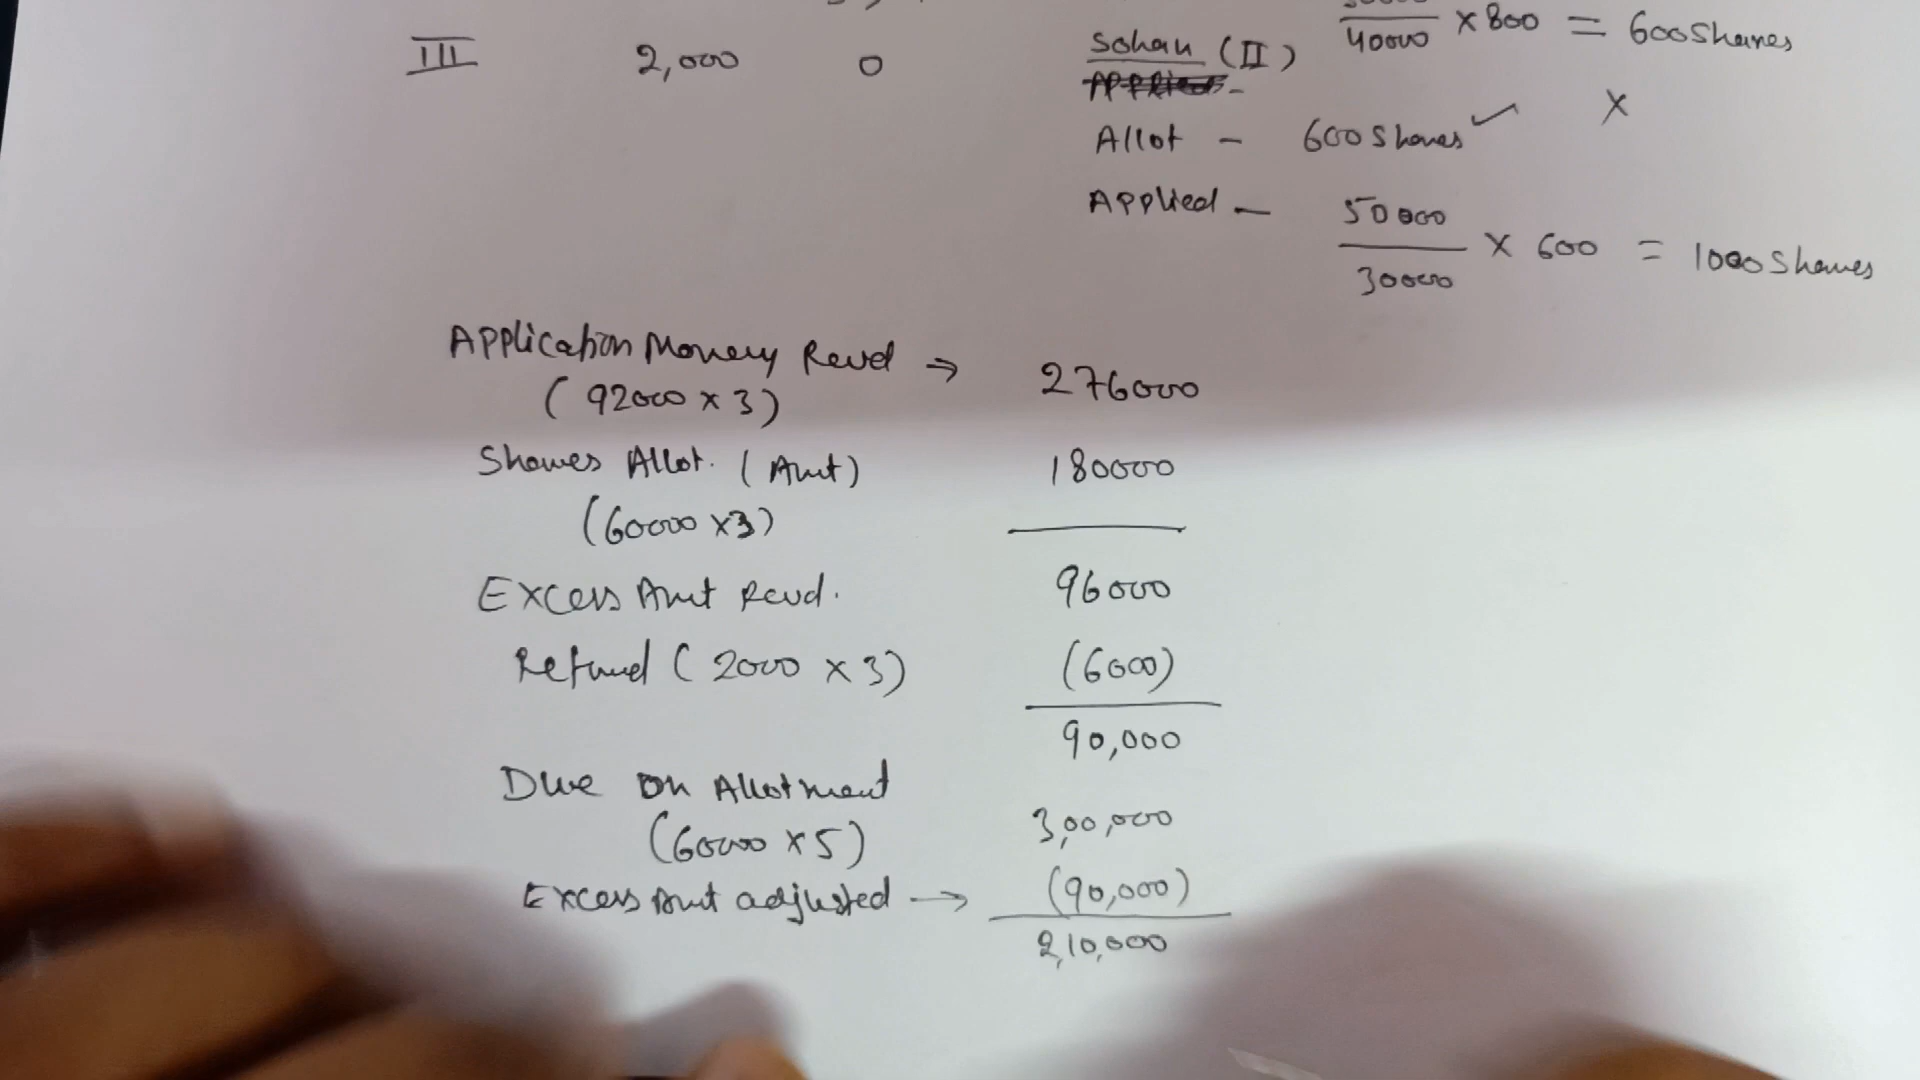 III 2,000 0
40000 × 800 = 600 Shares
Sohan (II)
Allot - 600 Shares ✓ ×
Applied - 50000 / 30000 × 600 = 1000 Shares
Application Money Recvd → 276000
(92000 × 3)
Shares Allot. (Amt) 180000
(60000 × 3)
Excess Amt Recvd. 96000
Refund (2000 × 3) (6000)
90,000
Due on Allotment
(60000 × 5) 3,00,000
Excess Amt adjusted → (90,000)
2,10,000